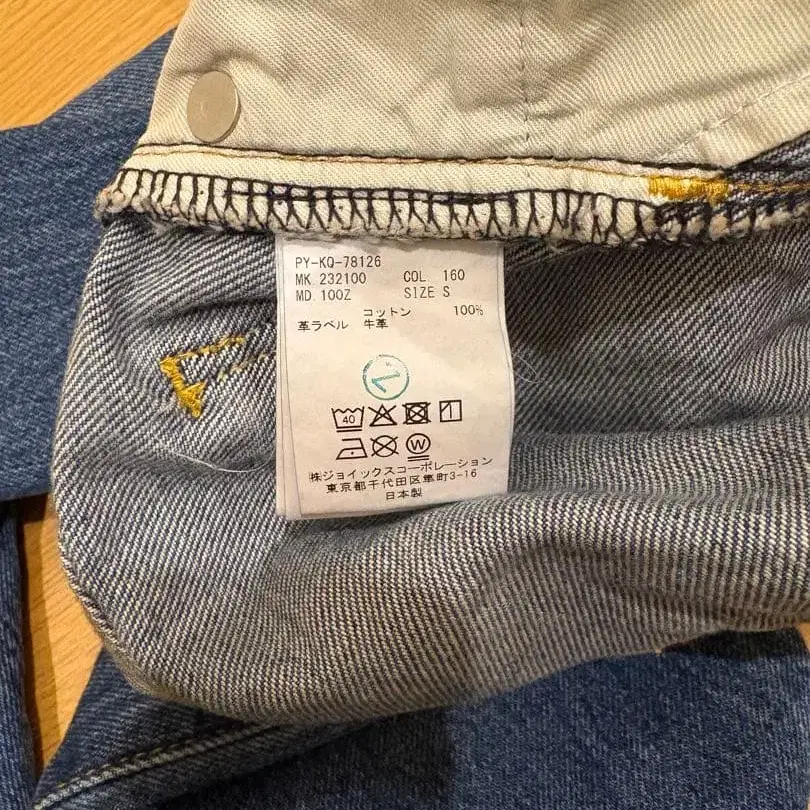 PY-KQ-78126
MK 232100 COL 160
MD 100Z SIZE S
コットン 100%
革ラベル 牛革
40
W
㈱ジョイックスコーポレーション
東京都千代田区隼町3-16
日本製